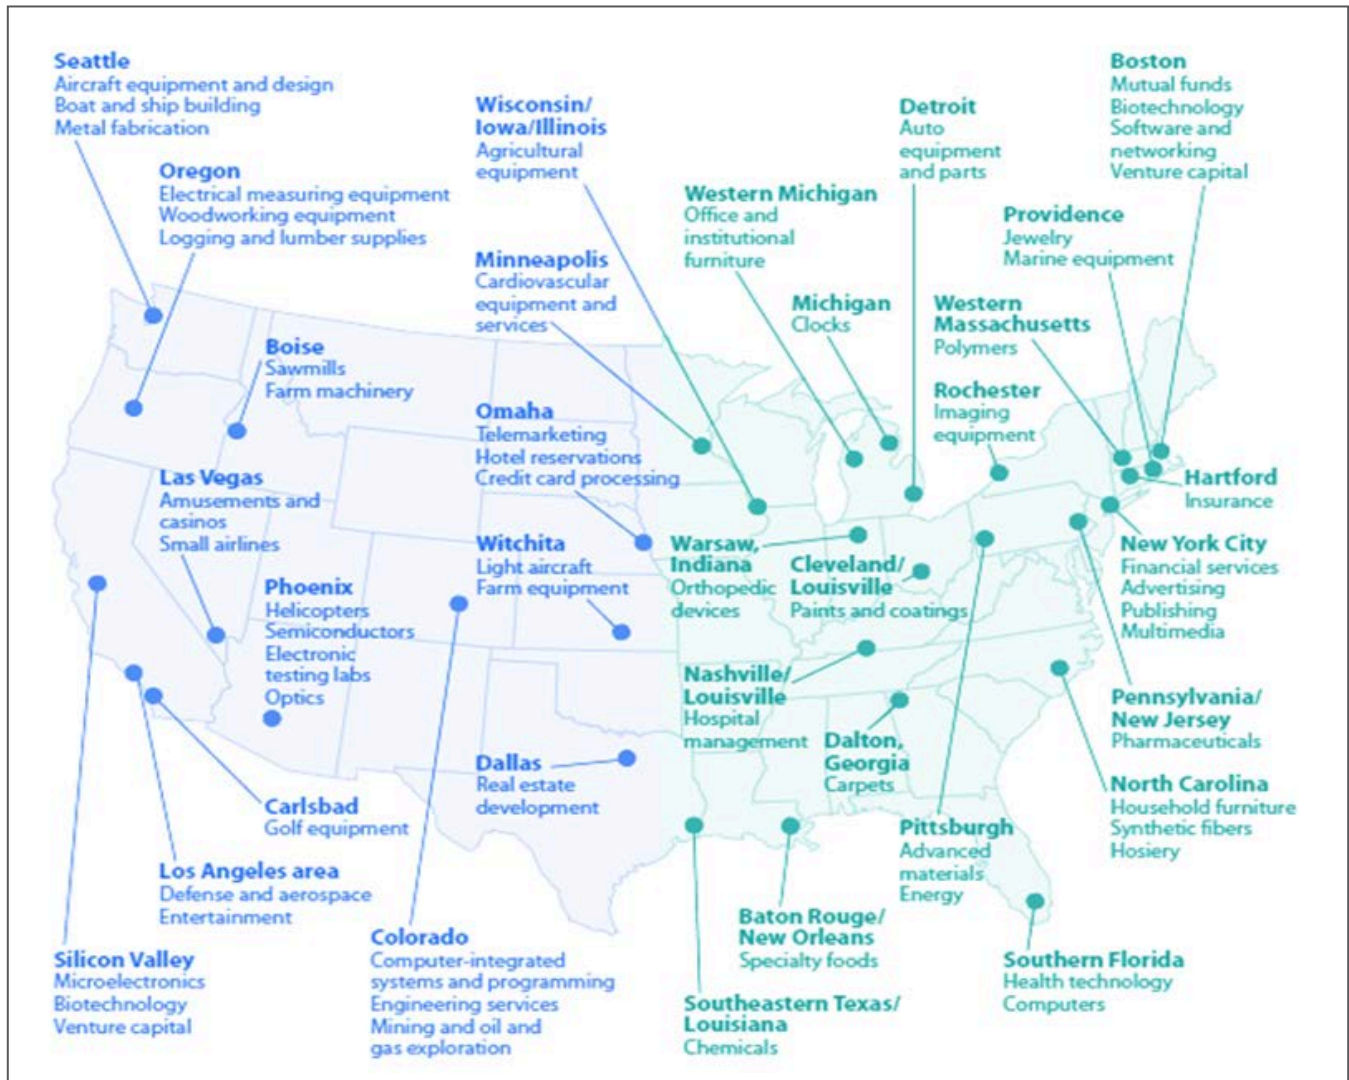 Seattle
Aircraft equipment and design
Boat and ship building
Metal fabrication
Oregon
Electrical measuring equipment
Woodworking equipment
Logging and lumber supplies
Boise
Sawmills
Farm machinery
Las Vegas
Amusements and
casinos
Small airlines
Phoenix
Helicopters
Semiconductors
Electronic
testing labs
Optics
Carlsbad
Golf equipment
Los Angeles area
Defense and aerospace
Entertainment
Silicon Valley
Microelectronics
Biotechnology
Venture capital
Colorado
Computer-integrated
systems and programming
Engineering services
Mining and oil and
gas exploration
Wisconsin/
Iowa/Illinois
Agricultural
equipment
Minneapolis
Cardiovascular
equipment and
services
Omaha
Telemarketing
Hotel reservations
Credit card processing
Witchita
Light aircraft
Farm equipment
Dallas
Real estate
development
Western Michigan
Office and
institutional
furniture
Michigan
Clocks
Detroit
Auto
equipment
and parts
Warsaw,
Indiana
Orthopedic
devices
Cleveland/
Louisville
Paints and coatings
Nashville/
Louisville
Hospital
management
Dalton,
Georgia
Carpets
Baton Rouge/
New Orleans
Specialty foods
Southeastern Texas/
Louisiana
Chemicals
Pittsburgh
Advanced
materials
Energy
Boston
Mutual funds
Biotechnology
Software and
networking
Venture capital
Providence
Jewelry
Marine equipment
Western
Massachusetts
Polymers
Rochester
Imaging
equipment
Hartford
Insurance
New York City
Financial services
Advertising
Publishing
Multimedia
Pennsylvania/
New Jersey
Pharmaceuticals
North Carolina
Household furniture
Synthetic fibers
Hosiery
Southern Florida
Health technology
Computers